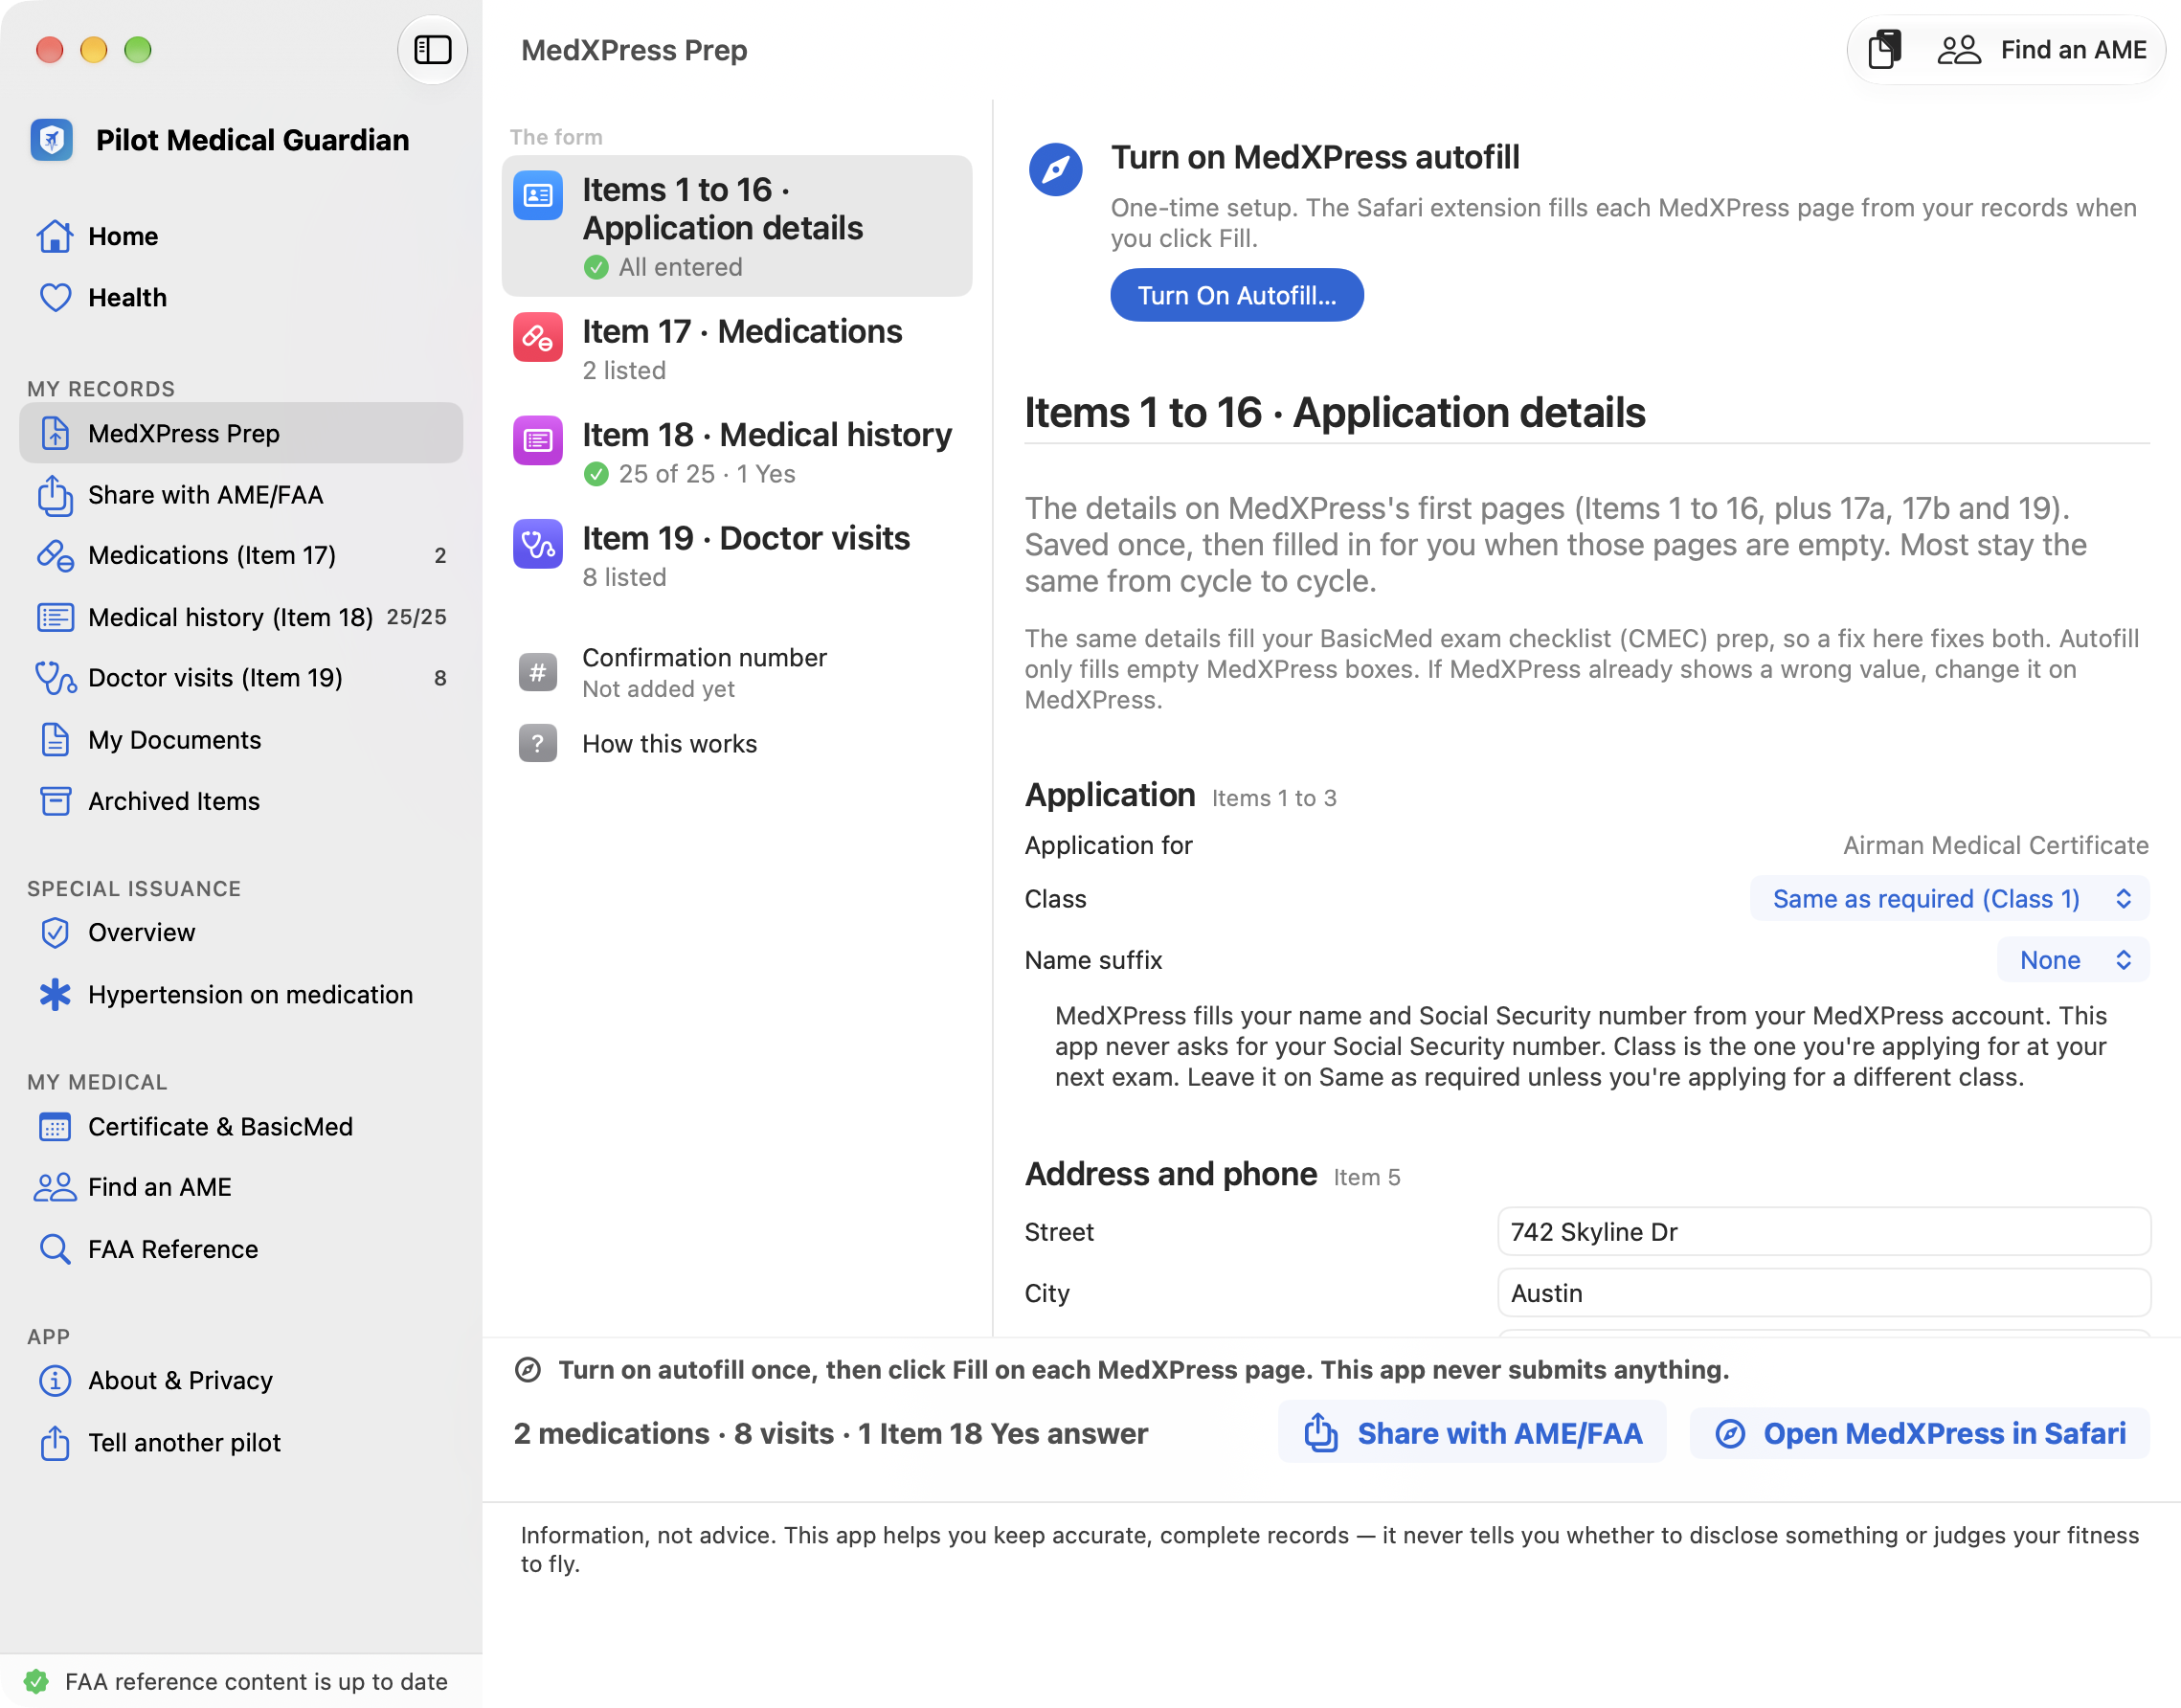 MedXPress Prep
Find an AME
Pilot Medical Guardian
Home
Health
MY RECORDS
MedXPress Prep
Share with AME/FAA
Medications (Item 17) 2
Medical history (Item 18) 25/25
Doctor visits (Item 19) 8
My Documents
Archived Items
SPECIAL ISSUANCE
Overview
Hypertension on medication
MY MEDICAL
Certificate & BasicMed
Find an AME
FAA Reference
APP
About & Privacy
Tell another pilot
FAA reference content is up to date
The form
Items 1 to 16 ·
Application details
All entered
Item 17 · Medications
2 listed
Item 18 · Medical history
25 of 25 · 1 Yes
Item 19 · Doctor visits
8 listed
# Confirmation number
Not added yet
? How this works
Turn on MedXPress autofill
One-time setup. The Safari extension fills each MedXPress page from your records when
you click Fill.
Turn On Autofill...
Items 1 to 16 · Application details
The details on MedXPress's first pages (Items 1 to 16, plus 17a, 17b and 19).
Saved once, then filled in for you when those pages are empty. Most stay the
same from cycle to cycle.
The same details fill your BasicMed exam checklist (CMEC) prep, so a fix here fixes both. Autofill
only fills empty MedXPress boxes. If MedXPress already shows a wrong value, change it on
MedXPress.
Application Items 1 to 3
Application for Airman Medical Certificate
Class Same as required (Class 1)
Name suffix None
MedXPress fills your name and Social Security number from your MedXPress account. This
app never asks for your Social Security number. Class is the one you're applying for at your
next exam. Leave it on Same as required unless you're applying for a different class.
Address and phone Item 5
Street 742 Skyline Dr
City Austin
Turn on autofill once, then click Fill on each MedXPress page. This app never submits anything.
2 medications · 8 visits · 1 Item 18 Yes answer
Share with AME/FAA
Open MedXPress in Safari
Information, not advice. This app helps you keep accurate, complete records — it never tells you whether to disclose something or judges your fitness
to fly.